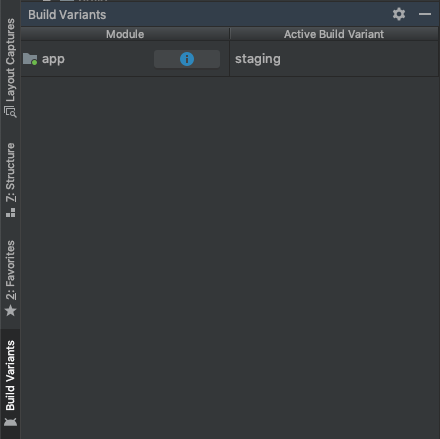 Build Variants
Module
Active Build Variant
app
staging
Layout Captures
Z: Structure
2: Favorites
Build Variants